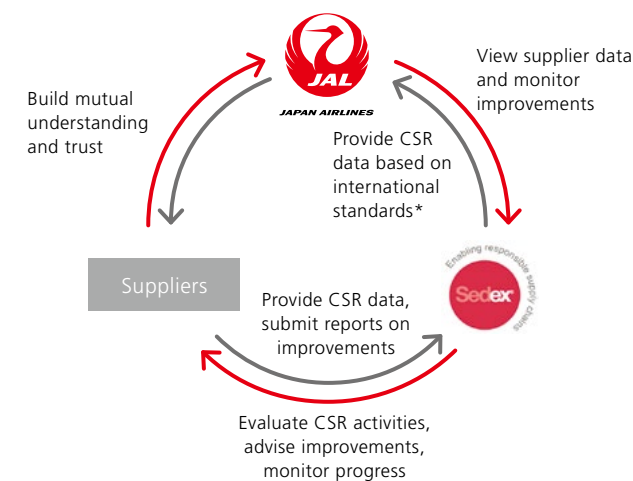 JAL
JAPAN AIRLINES
View supplier data
and monitor
improvements
Build mutual
understanding
and trust
Provide CSR
data based on
international
standards*
Suppliers
Enabling responsible supply chains
Sedex
Provide CSR data,
submit reports on
improvements
Evaluate CSR activities,
advise improvements,
monitor progress